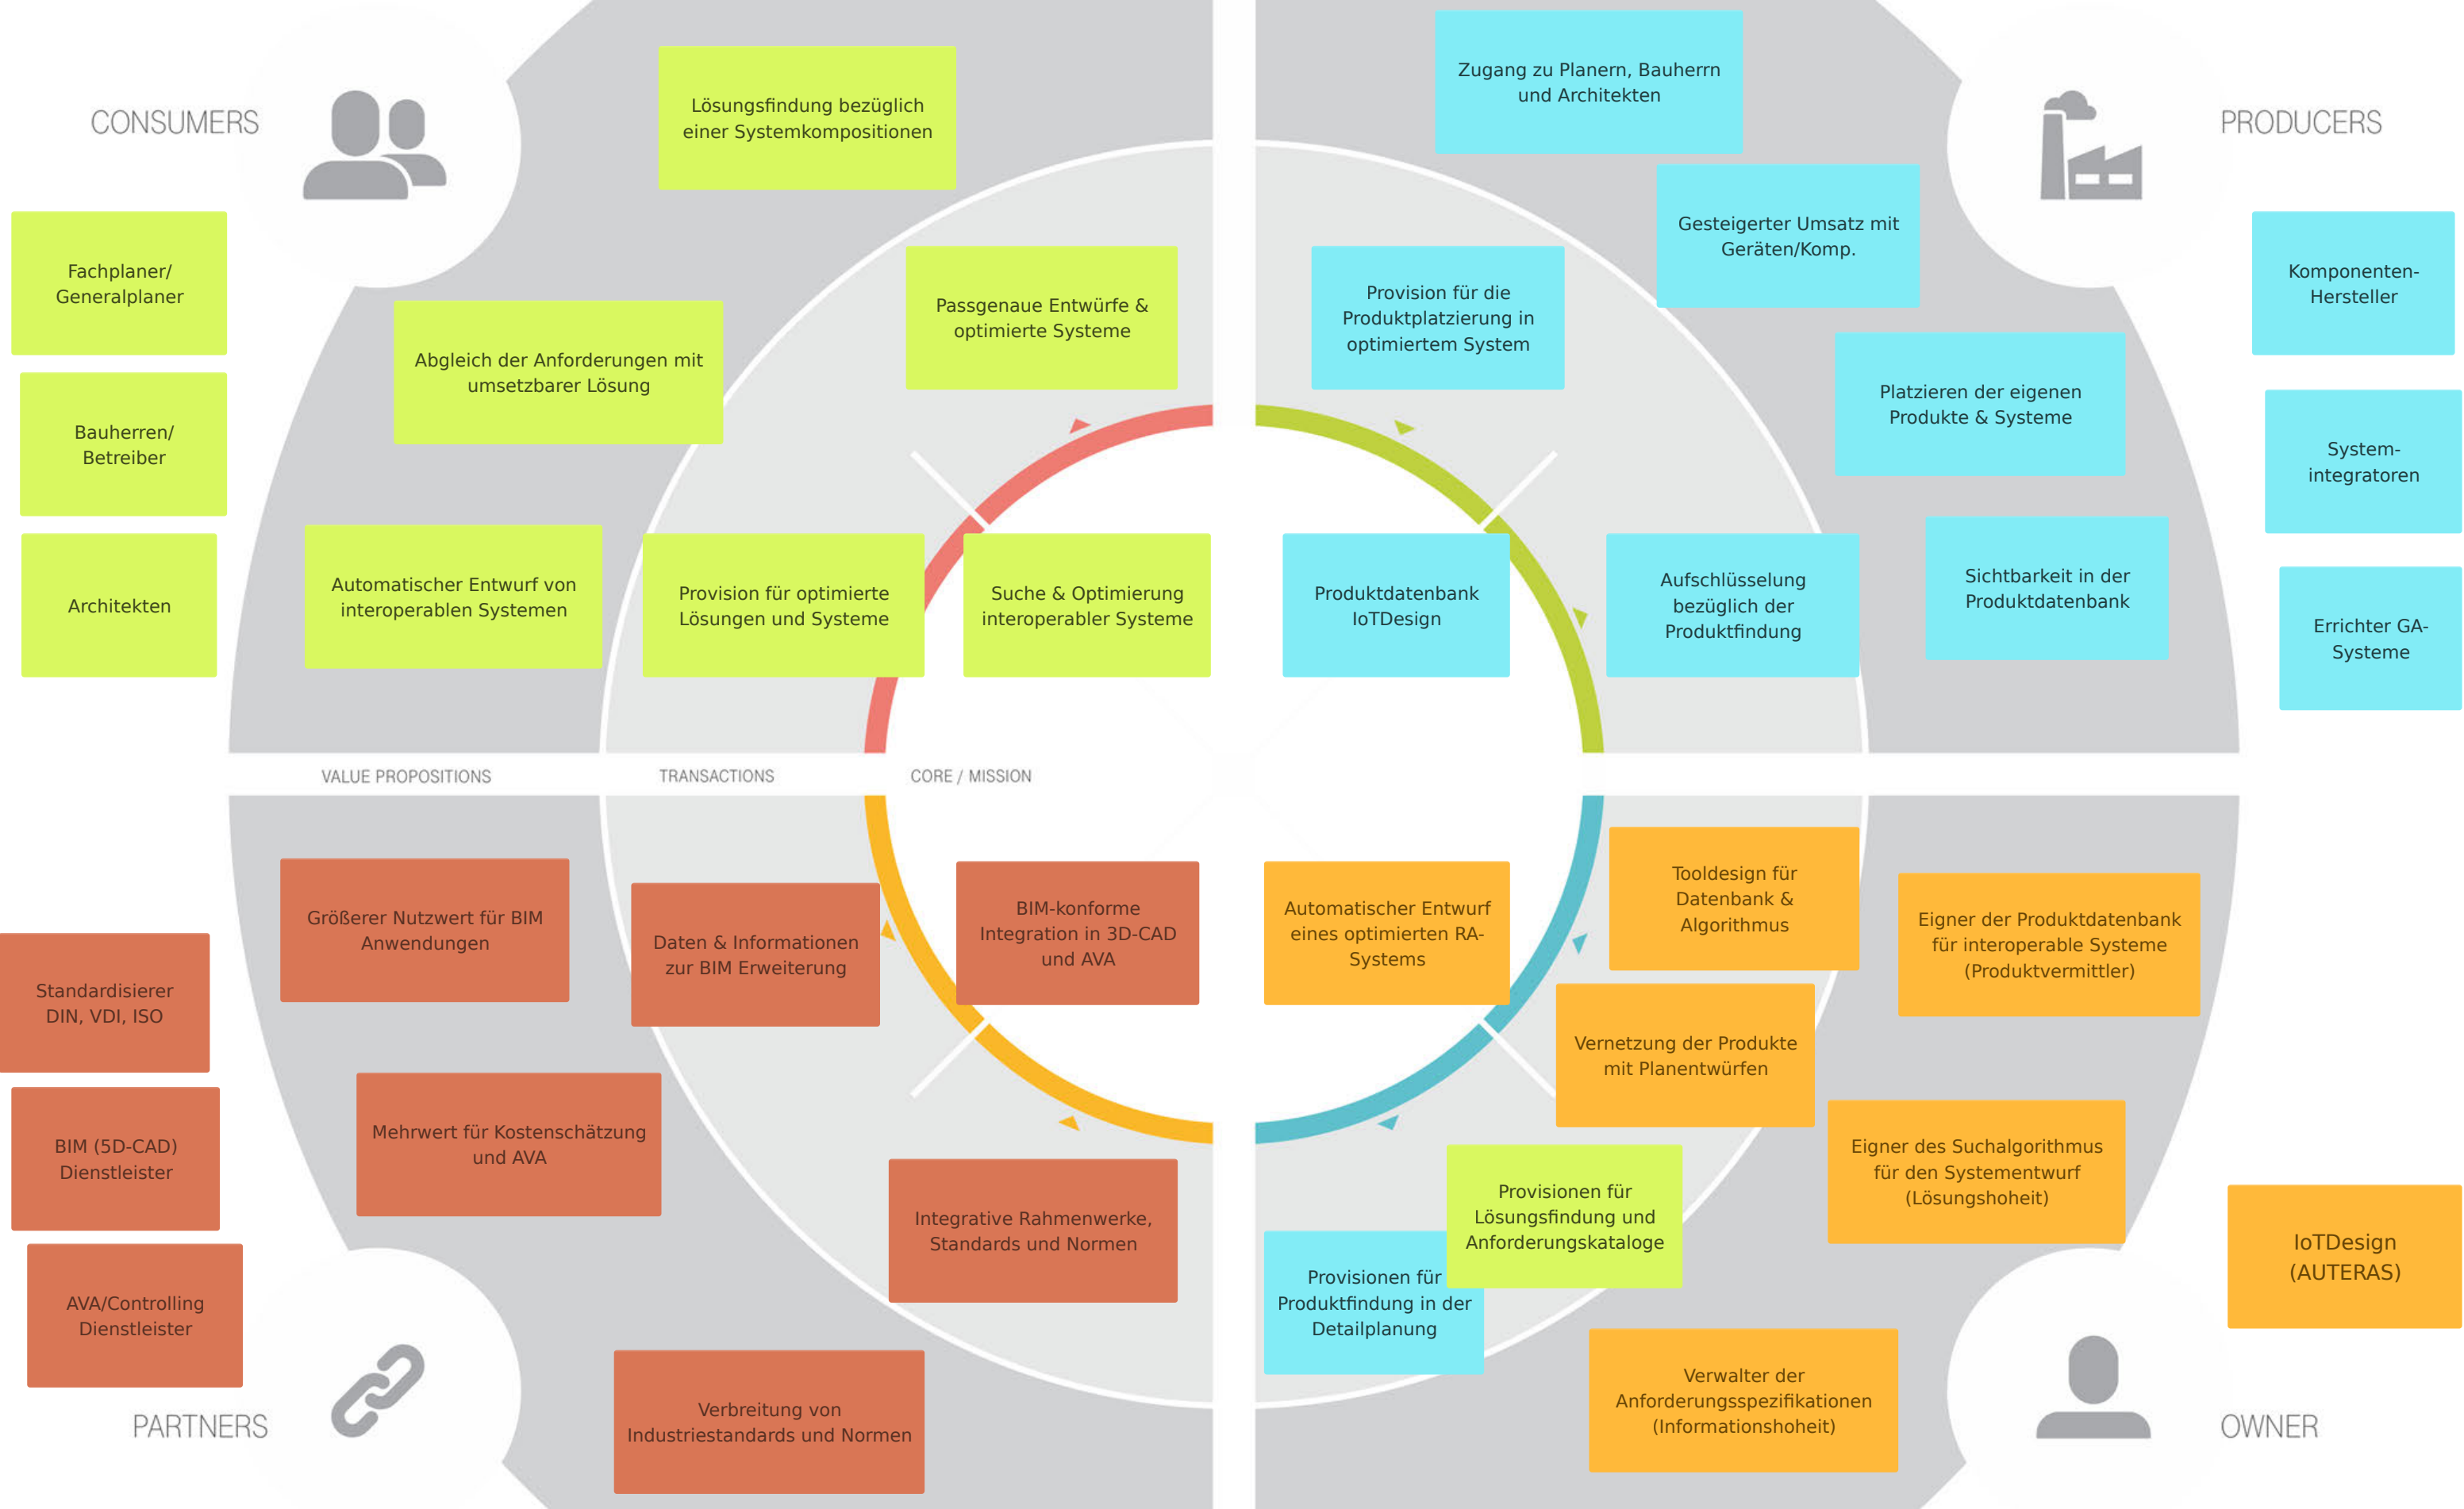 CONSUMERS
Fachplaner/
Generalplaner
Bauherren/
Betreiber
Architekten
Lösungsfindung bezüglich
einer Systemkompositionen
Abgleich der Anforderungen mit
umsetzbarer Lösung
Automatischer Entwurf von
interoperablen Systemen
Passgenaue Entwürfe &
optimierte Systeme
Provision für optimierte
Lösungen und Systeme
Suche & Optimierung
interoperabler Systeme
PRODUCERS
Zugang zu Planern, Bauherrn
und Architekten
Gesteigerter Umsatz mit
Geräten/Komp.
Provision für die
Produktplatzierung in
optimiertem System
Platzieren der eigenen
Produkte & Systeme
Produktdatenbank
IoTDesign
Aufschlüsselung
bezüglich der
Produktfindung
Sichtbarkeit in der
Produktdatenbank
Komponenten-
Hersteller
System-
integratoren
Errichter GA-
Systeme
VALUE PROPOSITIONS
TRANSACTIONS
CORE / MISSION
Größerer Nutzwert für BIM
Anwendungen
Daten & Informationen
zur BIM Erweiterung
BIM-konforme
Integration in 3D-CAD
und AVA
Standardisierer
DIN, VDI, ISO
BIM (5D-CAD)
Dienstleister
AVA/Controlling
Dienstleister
Mehrwert für Kostenschätzung
und AVA
Integrative Rahmenwerke,
Standards und Normen
Verbreitung von
Industriestandards und Normen
PARTNERS
Automatischer Entwurf
eines optimierten RA-
Systems
Tooldesign für
Datenbank &
Algorithmus
Eigner der Produktdatenbank
für interoperable Systeme
(Produktvermittler)
Vernetzung der Produkte
mit Planentwürfen
Eigner des Suchalgorithmus
für den Systementwurf
(Lösungshoheit)
Provisionen für
Lösungsfindung und
Anforderungskataloge
Provisionen für
Produktfindung in der
Detailplanung
Verwalter der
Anforderungsspezifikationen
(Informationshoheit)
IoTDesign
(AUTERAS)
OWNER